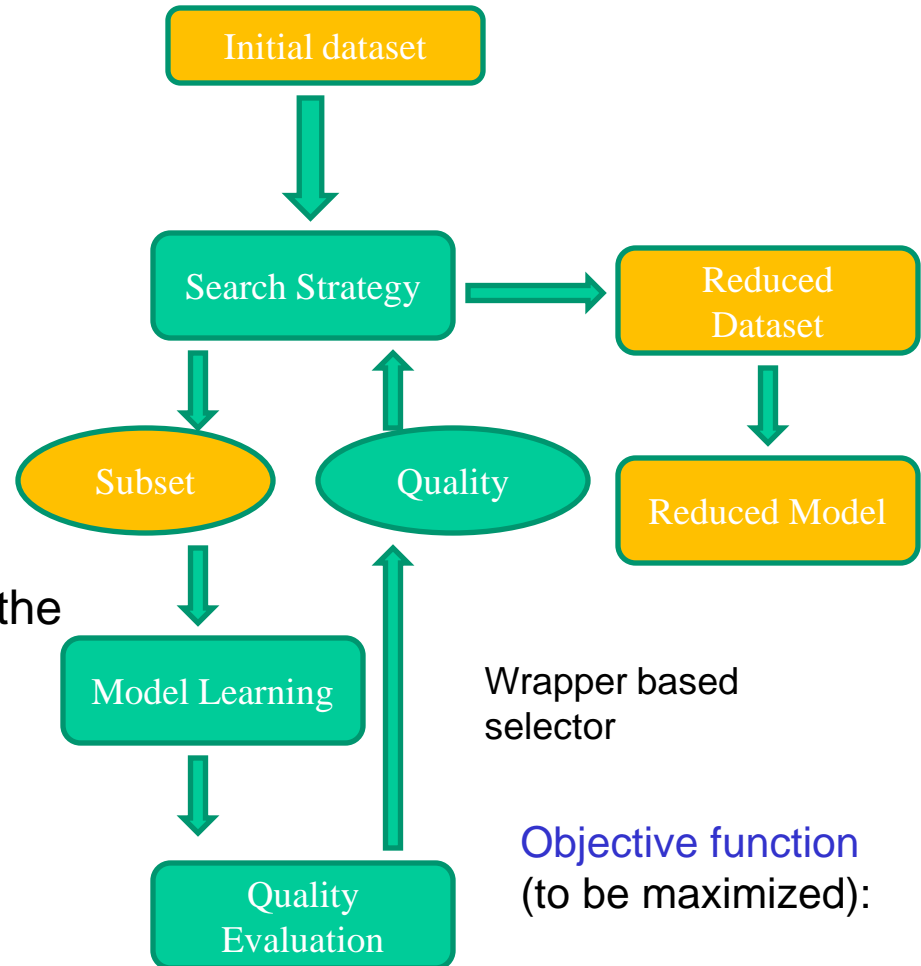 Initial dataset
Search Strategy
Reduced
Dataset
Subset
Quality
Reduced Model
the
Model Learning
Wrapper based
selector
Quality
Evaluation
Objective function
(to be maximized):